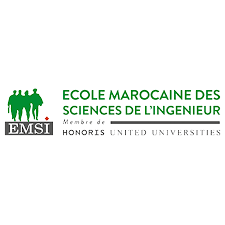 ECOLE MAROCAINE DES
SCIENCES DE L'INGENIEUR
EMSI
Membre de
HONORIS UNITED UNIVERSITIES